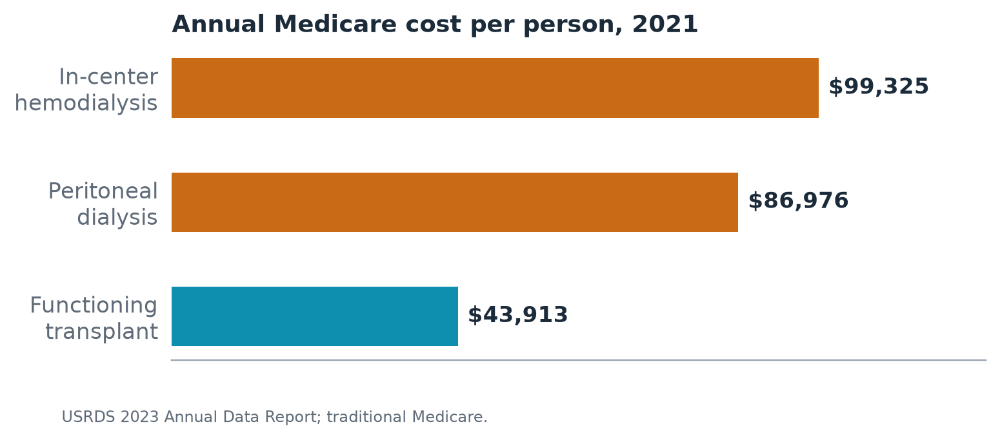 Annual Medicare cost per person, 2021
In-center
hemodialysis
$99,325
Peritoneal
dialysis
$86,976
Functioning
transplant
$43,913
USRDS 2023 Annual Data Report; traditional Medicare.